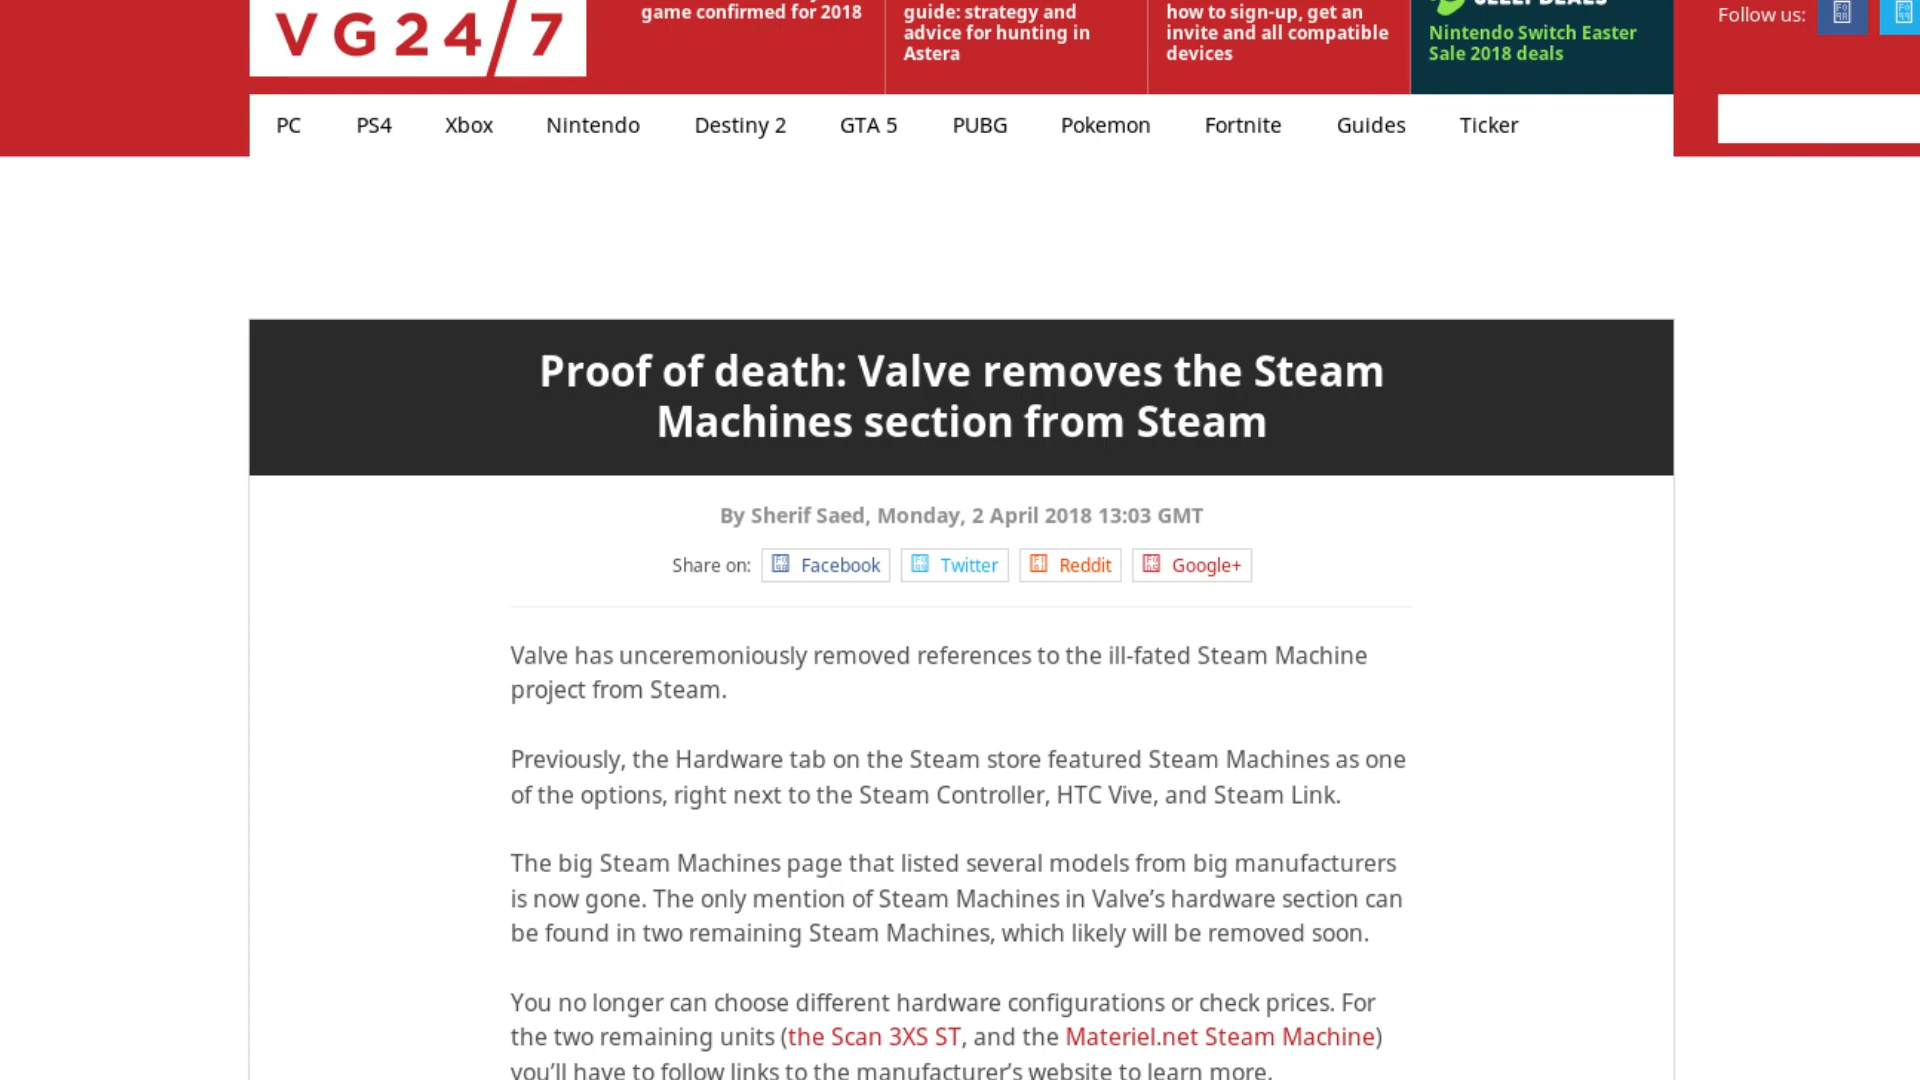 VG24/7
game confirmed for 2018
guide: strategy and
advice for hunting in
Astera
how to sign-up, get an
invite and all compatible
devices
Nintendo Switch Easter
Sale 2018 deals
Follow us:
PC PS4 Xbox Nintendo Destiny 2 GTA 5 PUBG Pokemon Fortnite Guides Ticker
Proof of death: Valve removes the Steam
Machines section from Steam
By Sherif Saed, Monday, 2 April 2018 13:03 GMT
Share on: Facebook Twitter Reddit Google+
Valve has unceremoniously removed references to the ill-fated Steam Machine
project from Steam.
Previously, the Hardware tab on the Steam store featured Steam Machines as one
of the options, right next to the Steam Controller, HTC Vive, and Steam Link.
The big Steam Machines page that listed several models from big manufacturers
is now gone. The only mention of Steam Machines in Valve’s hardware section can
be found in two remaining Steam Machines, which likely will be removed soon.
You no longer can choose different hardware configurations or check prices. For
the two remaining units (the Scan 3XS ST, and the Materiel.net Steam Machine)
you’ll have to follow links to the manufacturer’s website to learn more.